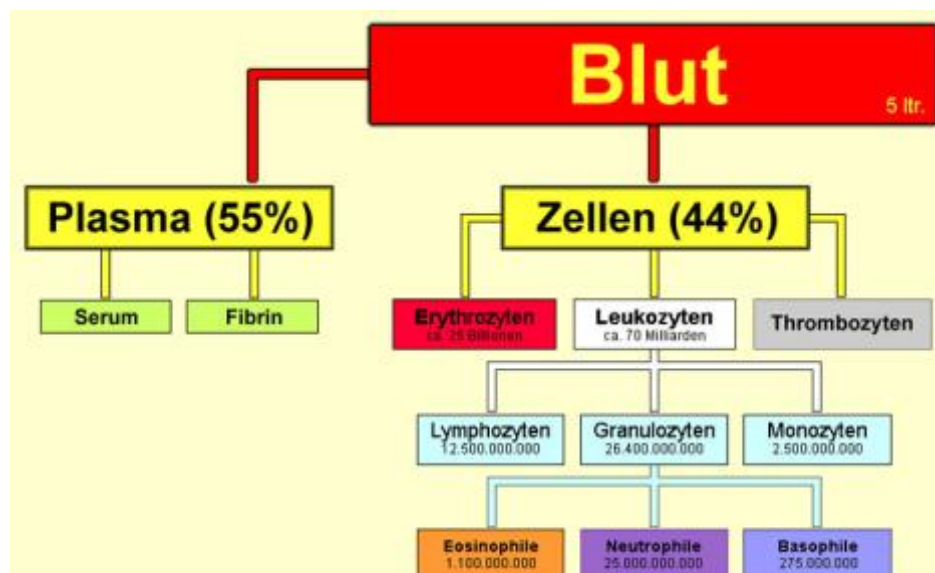 Blut
5 ltr.
Plasma (55%)
Zellen (44%)
Serum
Fibrin
Erythrozyten
ca. 25 Billionen
Leukozyten
ca. 70 Milliarden
Thrombozyten
Lymphozyten
12.500.000.000
Granulozyten
26.400.000.000
Monozyten
2.500.000.000
Eosinophile
1.100.000.000
Neutrophile
25.000.000.000
Basophile
275.000.000